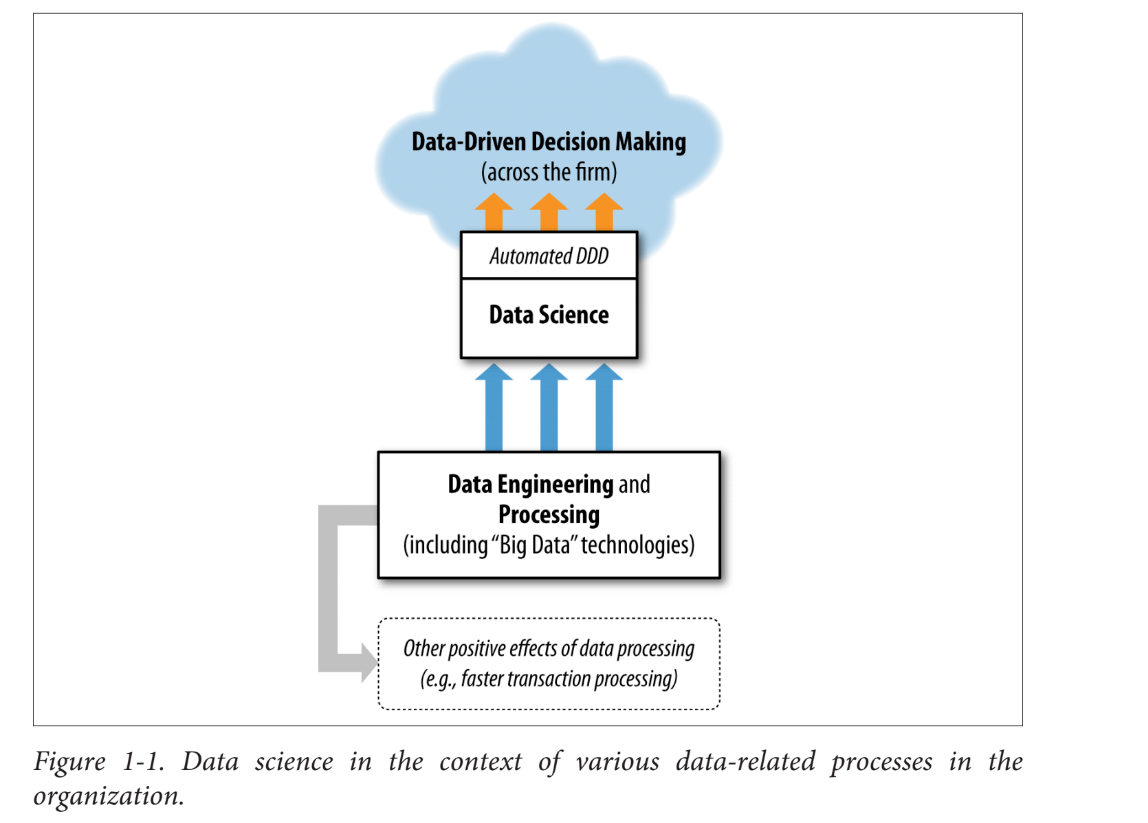 Data-Driven Decision Making
(across the firm)
Automated DDD
Data Science
Data Engineering and
Processing
(including “Big Data” technologies)
Other positive effects of data processing
(e.g., faster transaction processing)
Figure 1-1. Data science in the context of various data-related processes in the
organization.